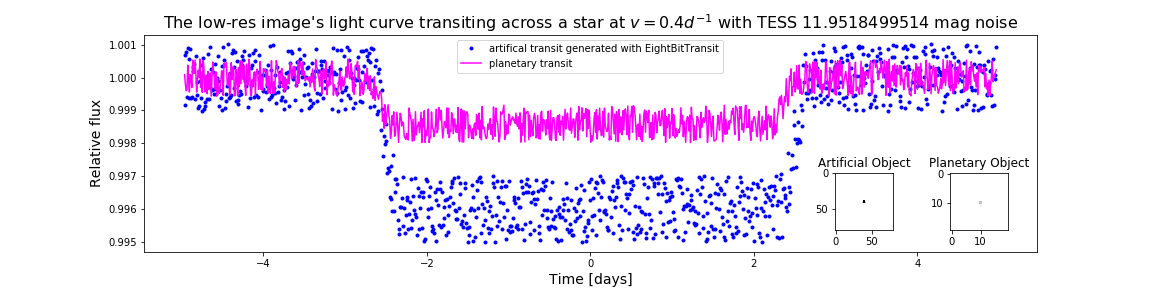 The low-res image's light curve transiting across a star at v = 0.4d⁻¹ with TESS 11.9518499514 mag noise
artifical transit generated with EightBitTransit
planetary transit
Relative flux
1.001
1.000
0.999
0.998
0.997
0.996
0.995
Artificial Object
Planetary Object
0
50
0 50
0
10
0 10
−4 −2 0 2 4
Time [days]